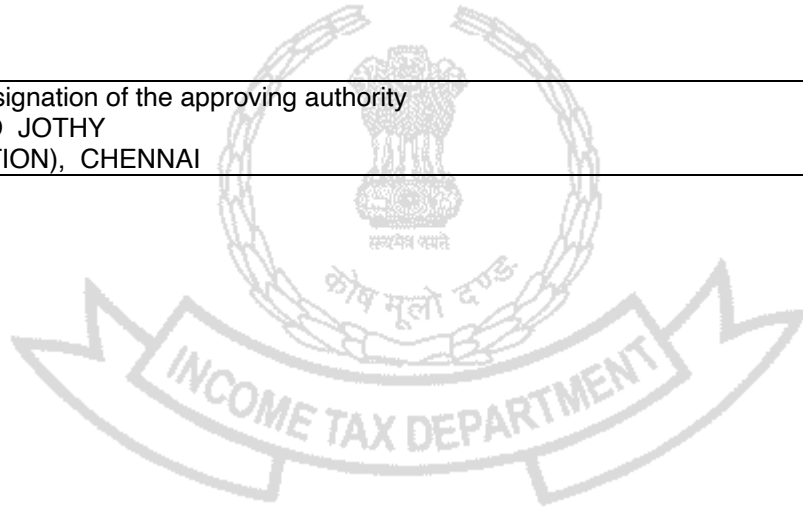 signation of the approving authority
JOTHY
TION), CHENNAI
सत्यमेव जयते
कोष मूलो दण्डः
INCOME TAX DEPARTMENT